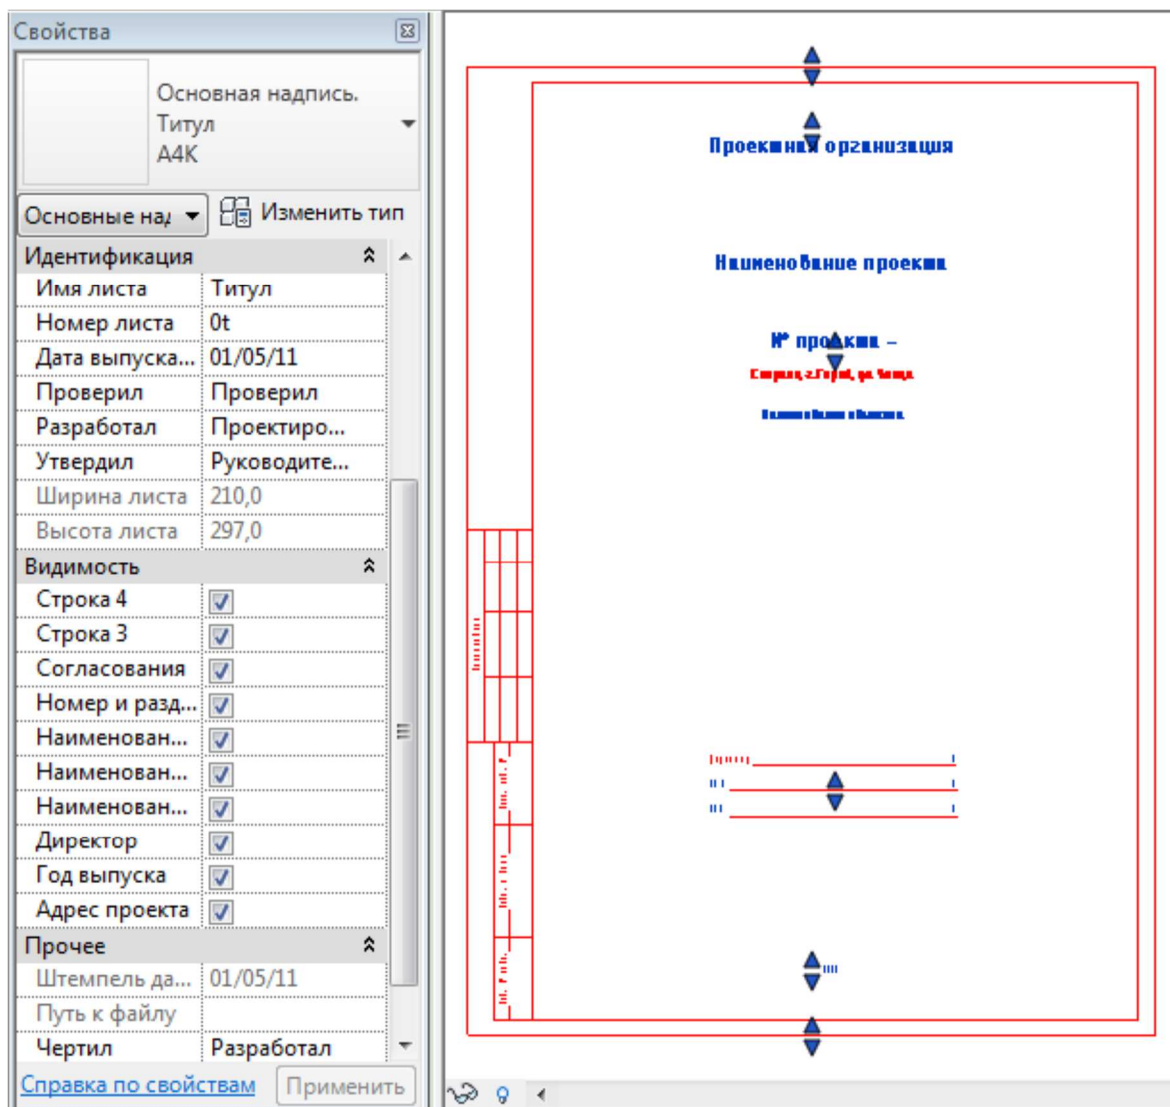 Свойства
Основная надпись.
Титул
А4К
Основные над
Изменить тип
Идентификация
Имя листа Титул
Номер листа 0t
Дата выпуска... 01/05/11
Проверил Проверил
Разработал Проектиро...
Утвердил Руководите...
Ширина листа 210,0
Высота листа 297,0
Видимость
Строка 4
Строка 3
Согласования
Номер и разд...
Наименован...
Наименован...
Наименован...
Директор
Год выпуска
Адрес проекта
Прочее
Штемпель да... 01/05/11
Путь к файлу
Чертил Разработал
Справка по свойствам
Применить
Проектная организация
Наименование проекта
№ проекта –